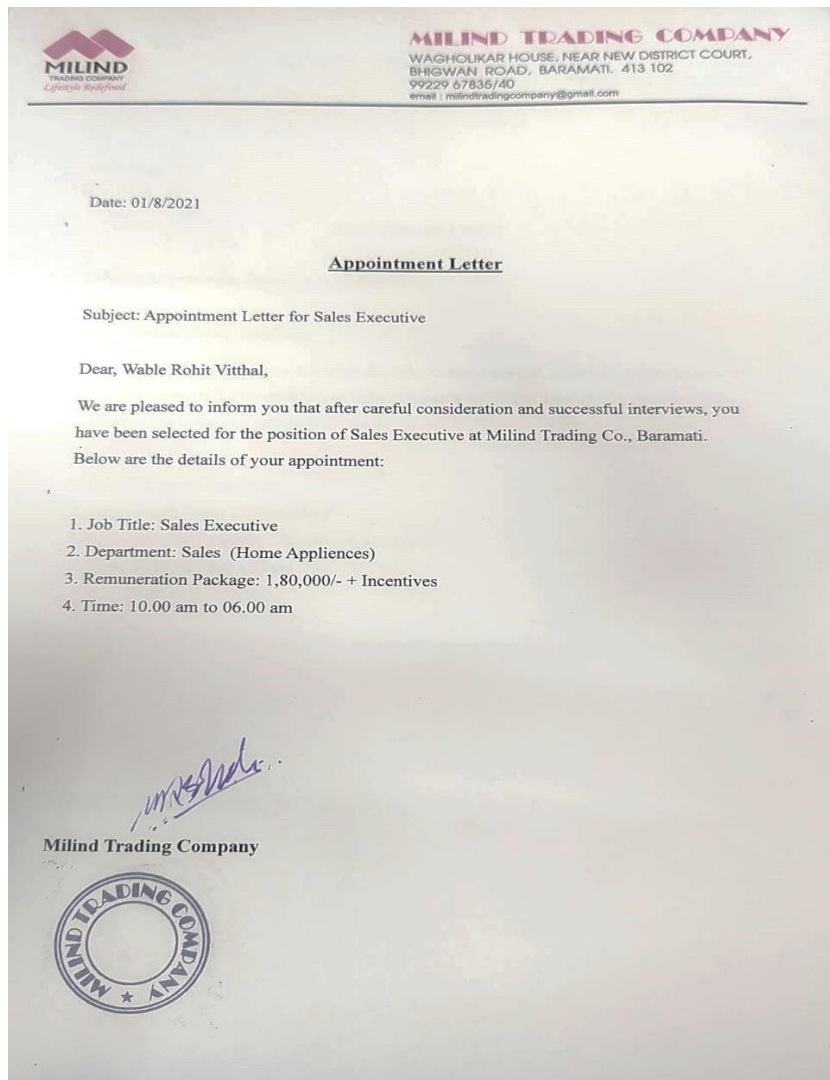 MILIND
TRADING COMPANY
Lifestyle Redefined
MILIND TRADING COMPANY
WAGHOLIKAR HOUSE, NEAR NEW DISTRICT COURT,
BHIGWAN ROAD, BARAMATI. 413 102
99229 67835/40
email : milindtradingcompany@gmail.com
Date: 01/8/2021
Appointment Letter
Subject: Appointment Letter for Sales Executive
Dear, Wable Rohit Vitthal,
We are pleased to inform you that after careful consideration and successful interviews, you
have been selected for the position of Sales Executive at Milind Trading Co., Baramati.
Below are the details of your appointment:
1. Job Title: Sales Executive
2. Department: Sales (Home Appliences)
3. Remuneration Package: 1,80,000/- + Incentives
4. Time: 10.00 am to 06.00 am
Milind Trading Company
MILIND TRADING COMPANY